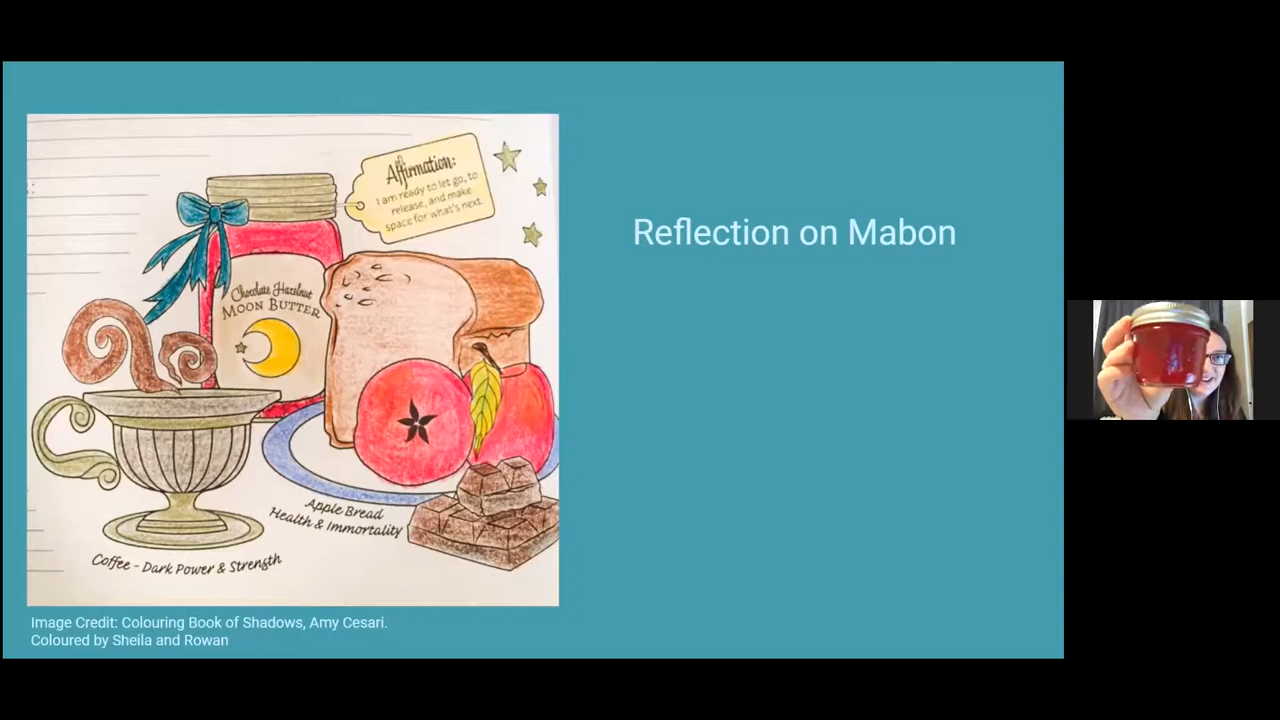 Affirmation:
I am ready to let go, to
release, and make
space for what's next.
Chocolate Hazelnut
MOON BUTTER
Apple Bread
Health & Immortality
Coffee - Dark Power & Strength
Reflection on Mabon
Image Credit: Colouring Book of Shadows, Amy Cesari.
Coloured by Sheila and Rowan